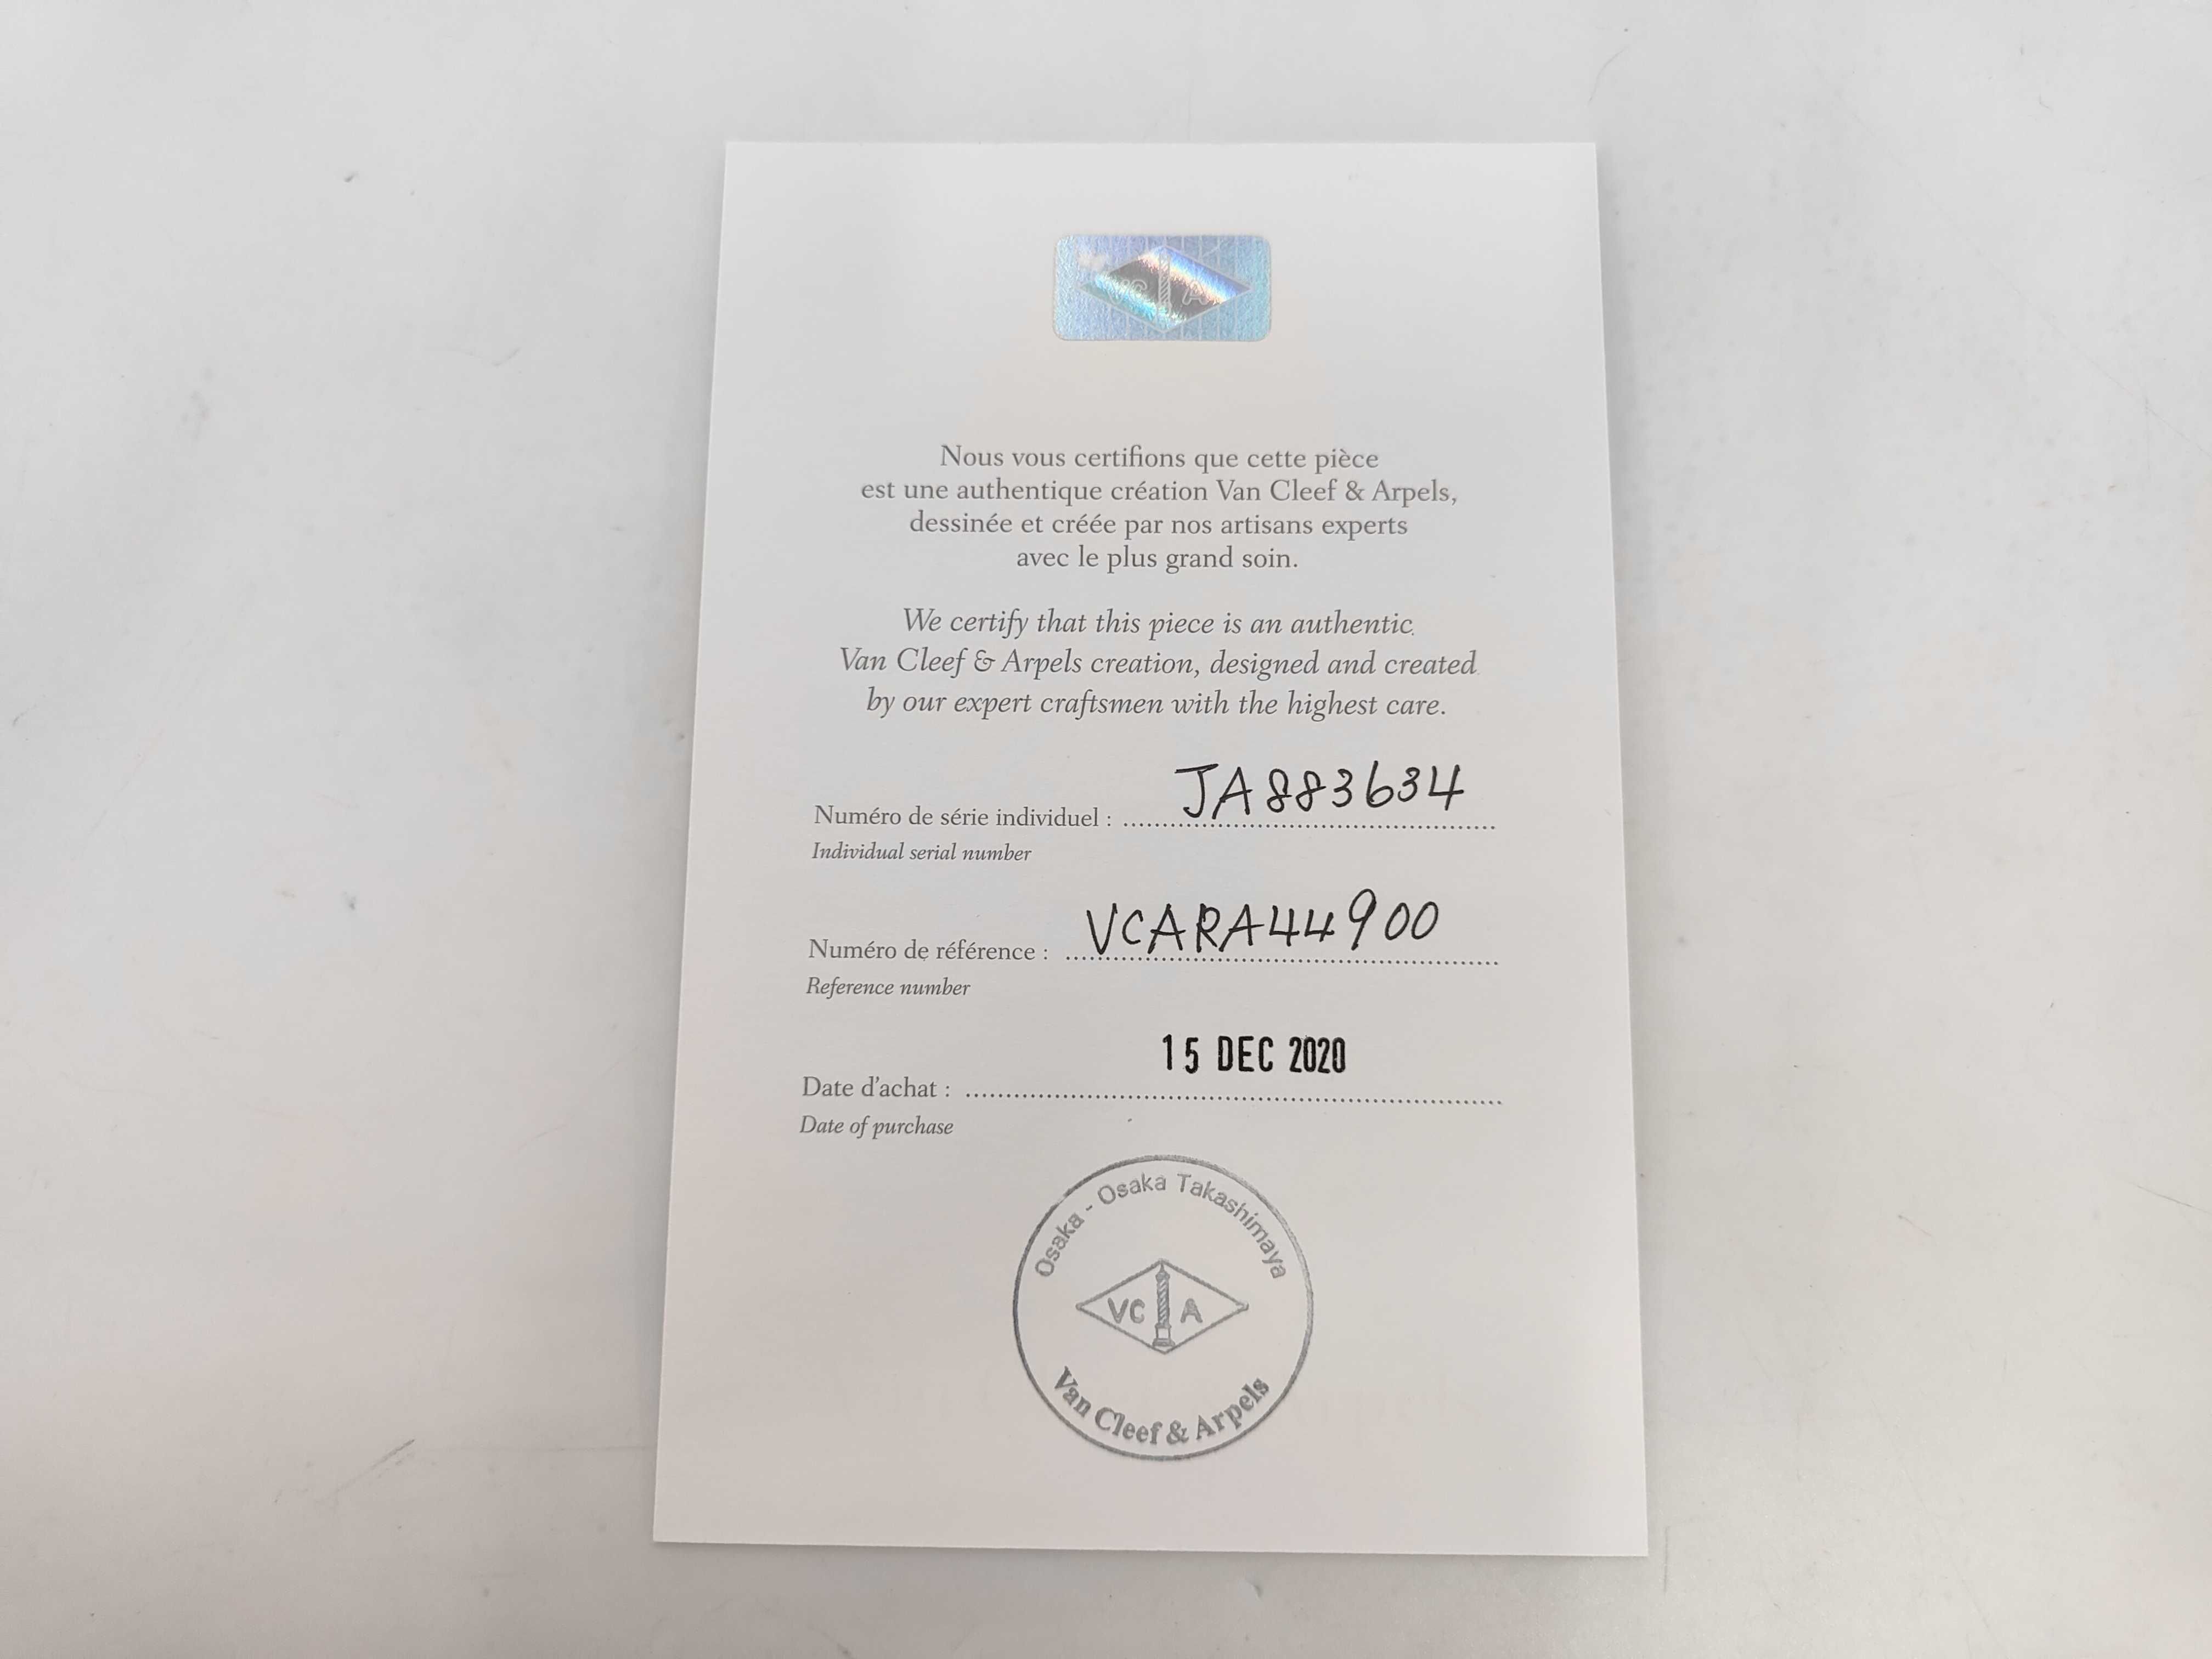 VC A
Nous vous certifions que cette pièce
est une authentique création Van Cleef & Arpels,
dessinée et créée par nos artisans experts
avec le plus grand soin.
We certify that this piece is an authentic
Van Cleef & Arpels creation, designed and created
by our expert craftsmen with the highest care.
Numéro de série individuel : JA883634
Individual serial number
Numéro de référence : VCARA44900
Reference number
Date d'achat : 15 DEC 2020
Date of purchase
Osaka - Osaka Takashimaya
VC A
Van Cleef & Arpels